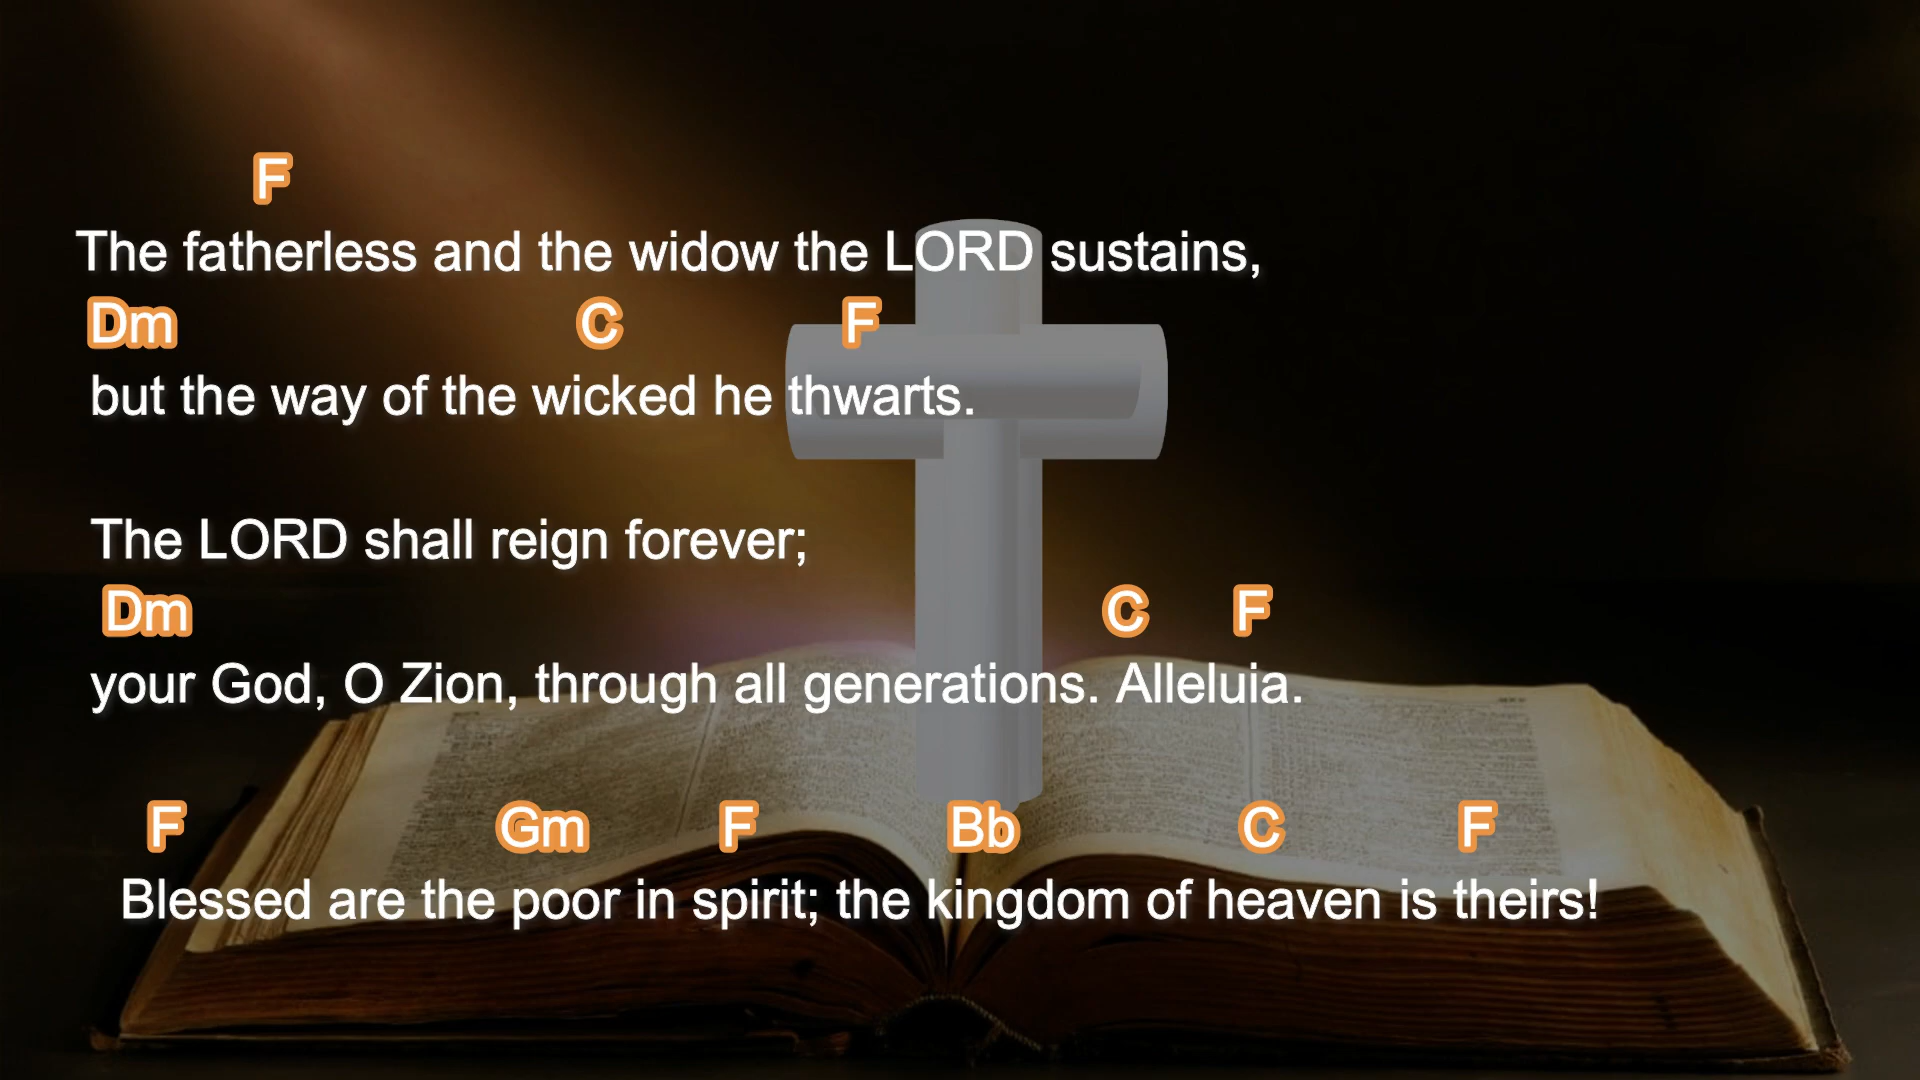 F
The fatherless and the widow the LORD sustains,
Dm C F
but the way of the wicked he thwarts.
The LORD shall reign forever;
Dm C F
your God, O Zion, through all generations. Alleluia.
F Gm F Bb C F
Blessed are the poor in spirit; the kingdom of heaven is theirs!